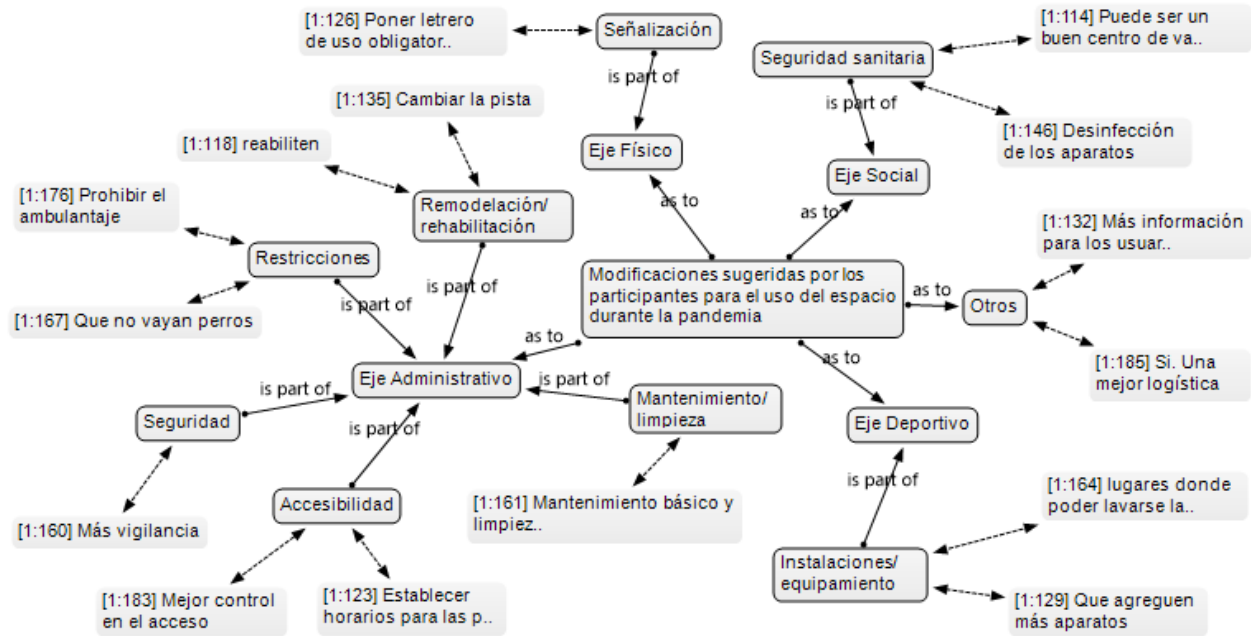 [1:126] Poner letrero
de uso obligator..
Señalización
[1:114] Puede ser un
buen centro de va..
Seguridad sanitaria
is part of
is part of
[1:135] Cambiar la pista
[1:118] reabiliten
Eje Físico
[1:146] Desinfección
de los aparatos
Eje Social
[1:176] Prohibir el
ambulantaje
Remodelación/
rehabilitación
as to
as to
[1:132] Más información
para los usuar..
Restricciones
Modificaciones sugeridas por los
participantes para el uso del espacio
durante la pandemia
as to
Otros
is part of
is part of
[1:167] Que no vayan perros
as to
as to
[1:185] Si. Una
mejor logística
Eje Administrativo
is part of
is part of
Seguridad
Mantenimiento/
limpieza
Eje Deportivo
is part of
is part of
[1:160] Más vigilancia
Accesibilidad
[1:161] Mantenimiento básico y
limpiez..
[1:164] lugares donde
poder lavarse la..
Instalaciones/
equipamiento
[1:183] Mejor control
en el acceso
[1:123] Establecer
horarios para las p..
[1:129] Que agreguen
más aparatos